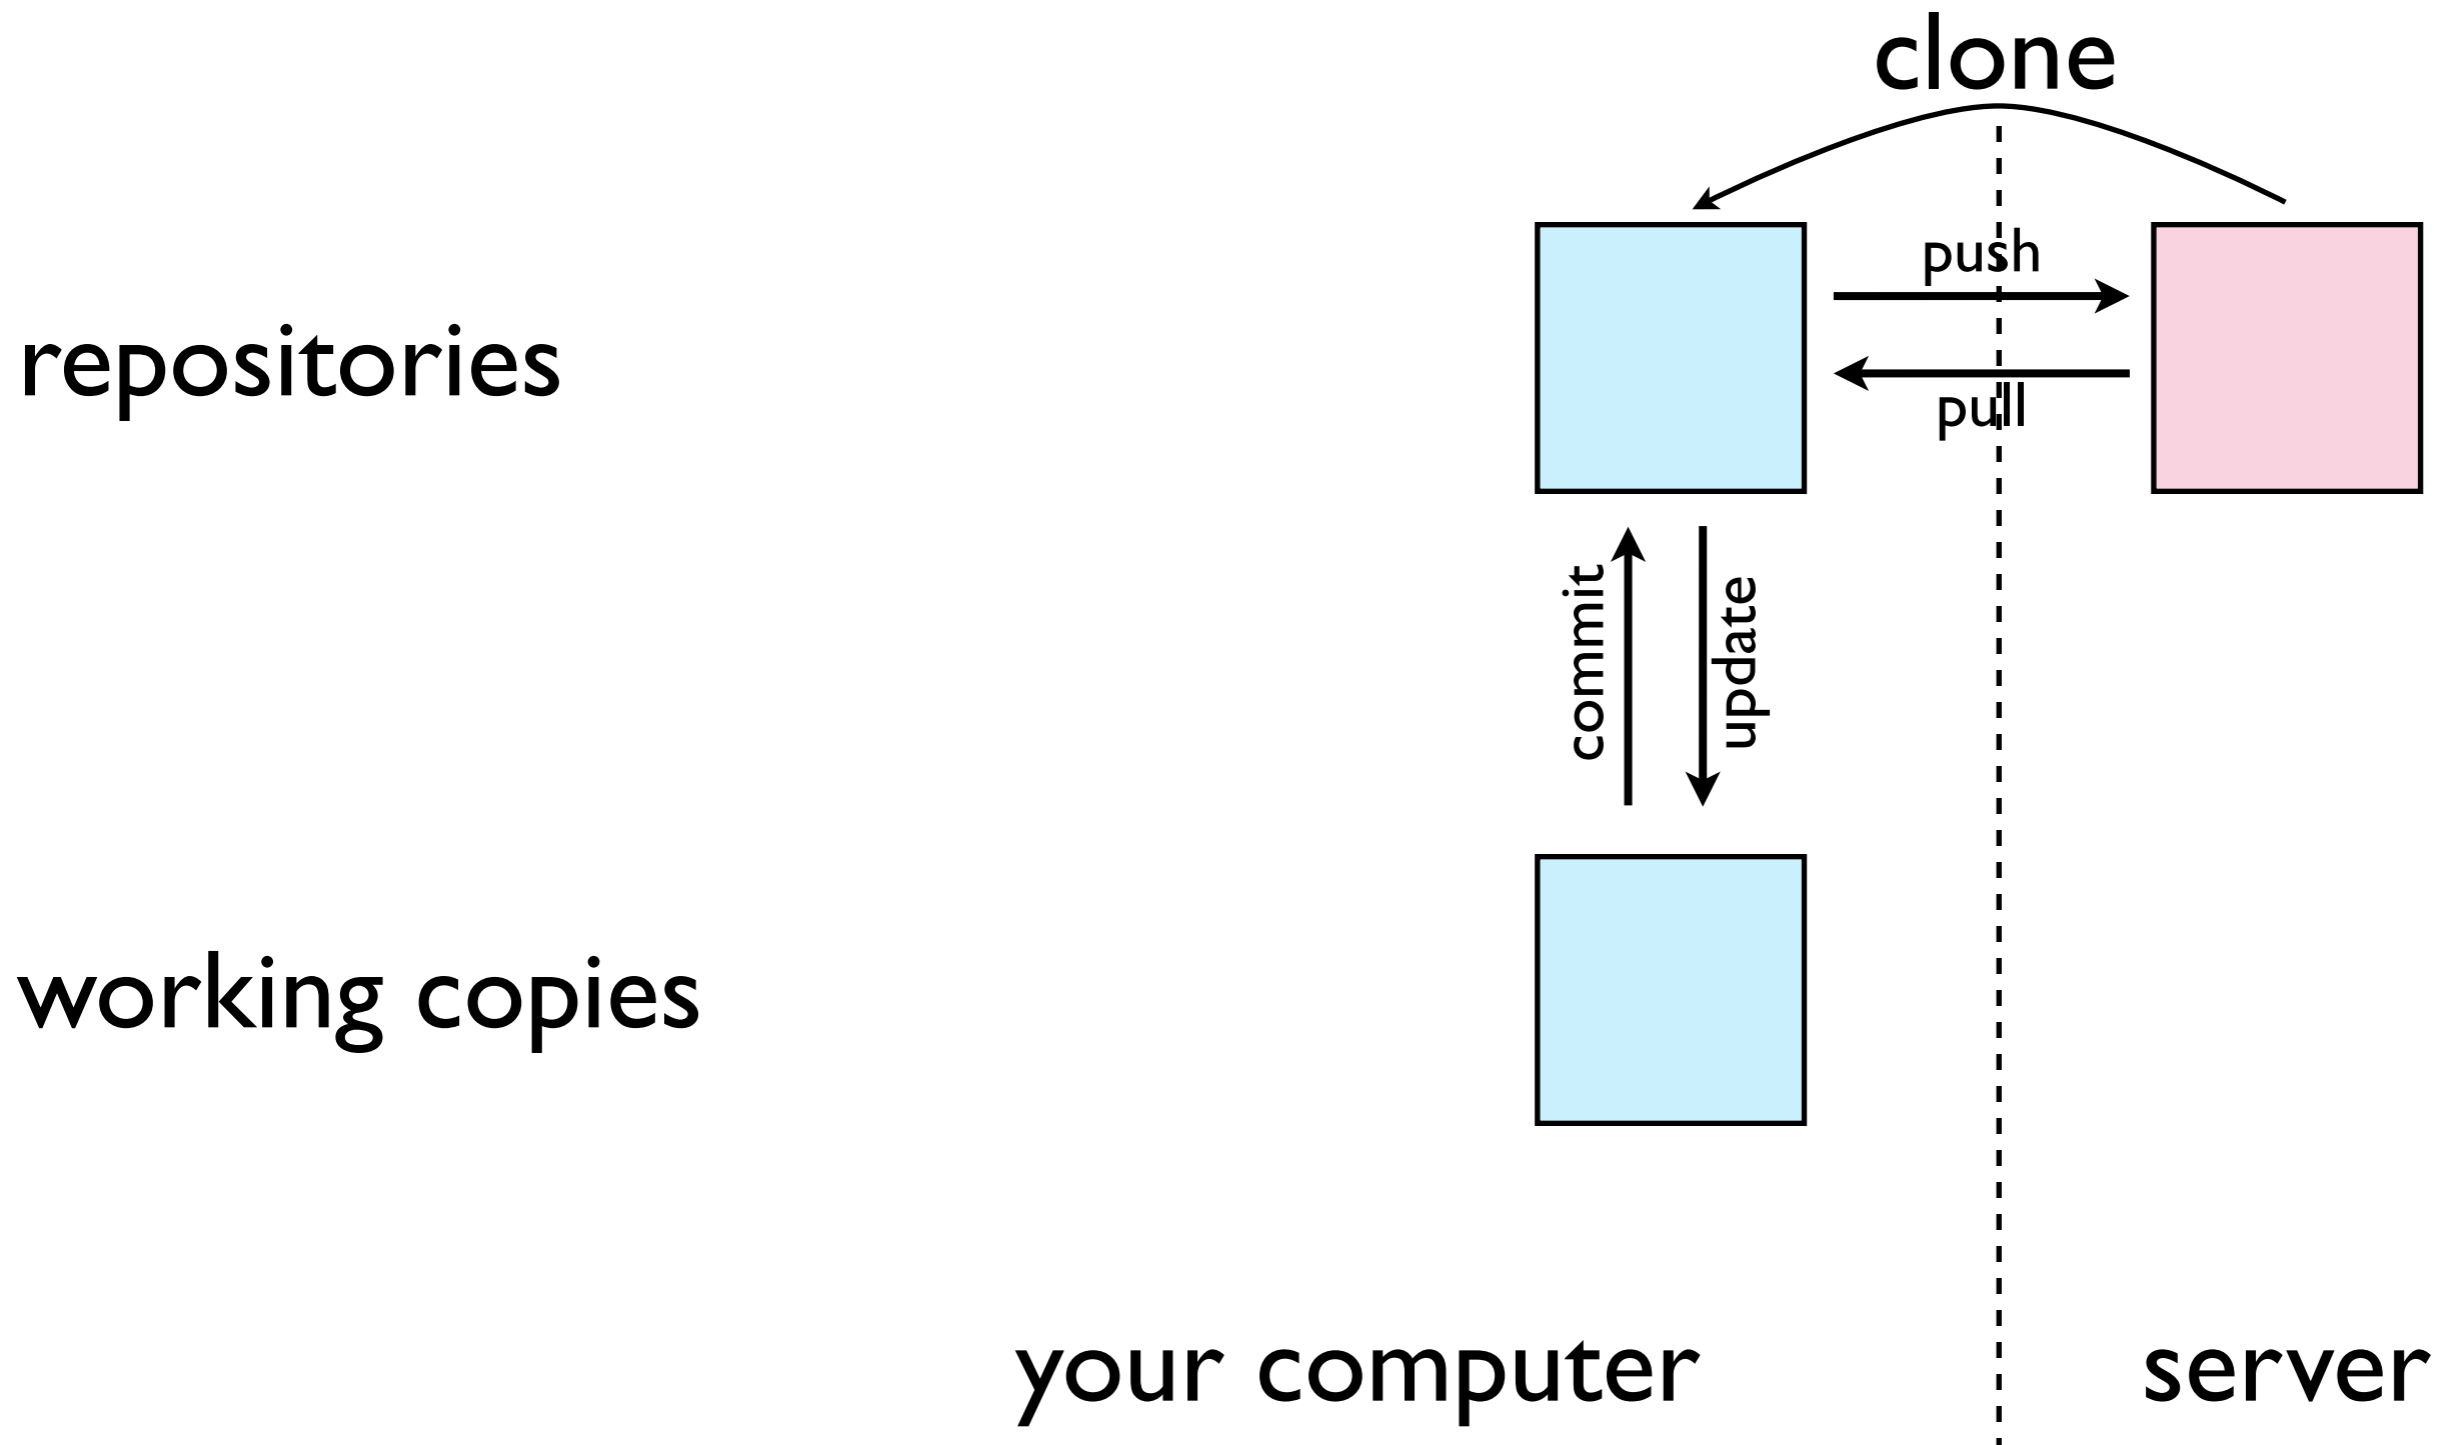 clone
push
repositories
pull
commit
update
working copies
your computer
server